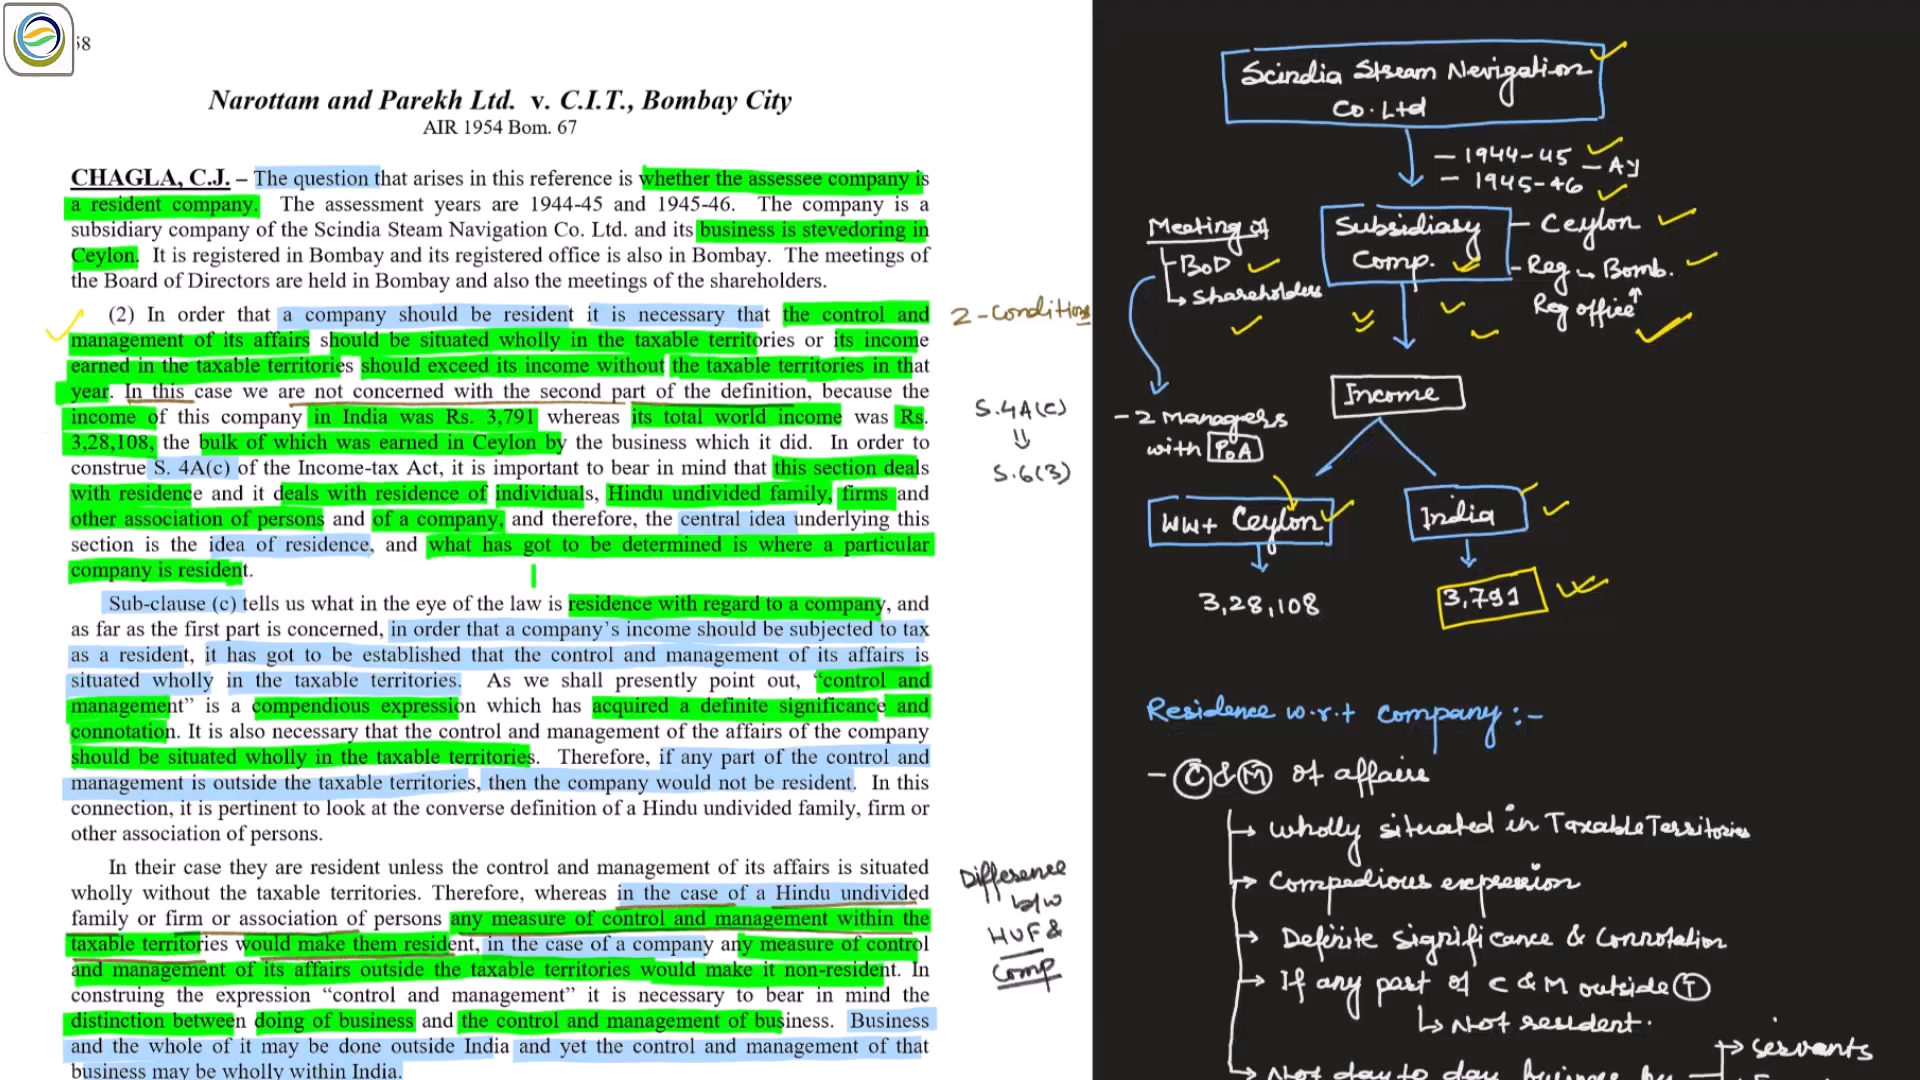 58
Narottam and Parekh Ltd. v. C.I.T., Bombay City
AIR 1954 Bom. 67
CHAGLA, C.J. – The question that arises in this reference is whether the assessee company is
a resident company. The assessment years are 1944-45 and 1945-46. The company is a
subsidiary company of the Scindia Steam Navigation Co. Ltd. and its business is stevedoring in
Ceylon. It is registered in Bombay and its registered office is also in Bombay. The meetings of
the Board of Directors are held in Bombay and also the meetings of the shareholders.
(2) In order that a company should be resident it is necessary that the control and
management of its affairs should be situated wholly in the taxable territories or its income
earned in the taxable territories should exceed its income without the taxable territories in that
year. In this case we are not concerned with the second part of the definition, because the
income of this company in India was Rs. 3,791 whereas its total world income was Rs.
3,28,108, the bulk of which was earned in Ceylon by the business which it did. In order to
construe S. 4A(c) of the Income-tax Act, it is important to bear in mind that this section deals
with residence and it deals with residence of individuals, Hindu undivided family, firms and
other association of persons and of a company, and therefore, the central idea underlying this
section is the idea of residence, and what has got to be determined is where a particular
company is resident.
Sub-clause (c) tells us what in the eye of the law is residence with regard to a company, and
as far as the first part is concerned, in order that a company's income should be subjected to tax
as a resident, it has got to be established that the control and management of its affairs is
situated wholly in the taxable territories. As we shall presently point out, “control and
management” is a compendious expression which has acquired a definite significance and
connotation. It is also necessary that the control and management of the affairs of the company
should be situated wholly in the taxable territories. Therefore, if any part of the control and
management is outside the taxable territories, then the company would not be resident. In this
connection, it is pertinent to look at the converse definition of a Hindu undivided family, firm or
other association of persons.
In their case they are resident unless the control and management of its affairs is situated
wholly without the taxable territories. Therefore, whereas in the case of a Hindu undivided
family or firm or association of persons any measure of control and management within the
taxable territories would make them resident, in the case of a company any measure of control
and management of its affairs outside the taxable territories would make it non-resident. In
construing the expression “control and management” it is necessary to bear in mind the
distinction between doing of business and the control and management of business. Business
and the whole of it may be done outside India and yet the control and management of that
business may be wholly within India.
2-Conditions
S.4A(C)
S.6(3)
Difference
b/w
HUF &
Comp
Scindia Steam Nevigation
Co. Ltd
- 1944-45
- 1945-46
- Ay
Meeting of
BOD
Shareholders
Subsidiary
Comp.
- Ceylon
- Reg Bomb.
Reg office
Income
- 2 Managers
with PoA
WW+ Ceylon
India
3,28,108
3,791
Residence w.r.t company :-
- C & M of affairs
Wholly situated in Taxable Territories
Compedious expression
Definite significance & Connotation
If any part of C & M outside T
Not resident.
Not day to day
servants